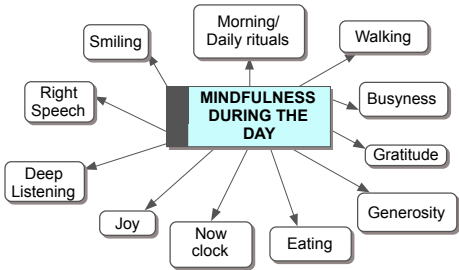 Morning/
Daily rituals
Smiling
Walking
Right
Speech
MINDFULNESS
DURING THE
DAY
Busyness
Gratitude
Deep
Listening
Generosity
Joy
Now
clock
Eating